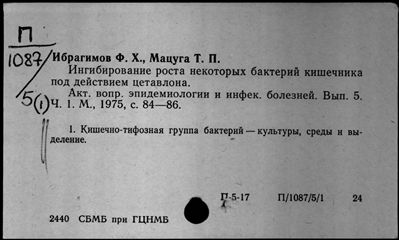 П
1087/
5(1)
Ибрагимов Ф. Х., Мацуга Т. П.
Ингибирование роста некоторых бактерий кишечника
под действием цетавлона.
Акт. вопр. эпидемиологии и инфек. болезней. Вып. 5.
Ч. 1. М., 1975, с. 84—86.
1. Кишечно-тифозная группа бактерий — культуры, среды и вы-
деление.
П-5-17 П/1087/5/1 24
2440 СБМБ при ГЦНМБ